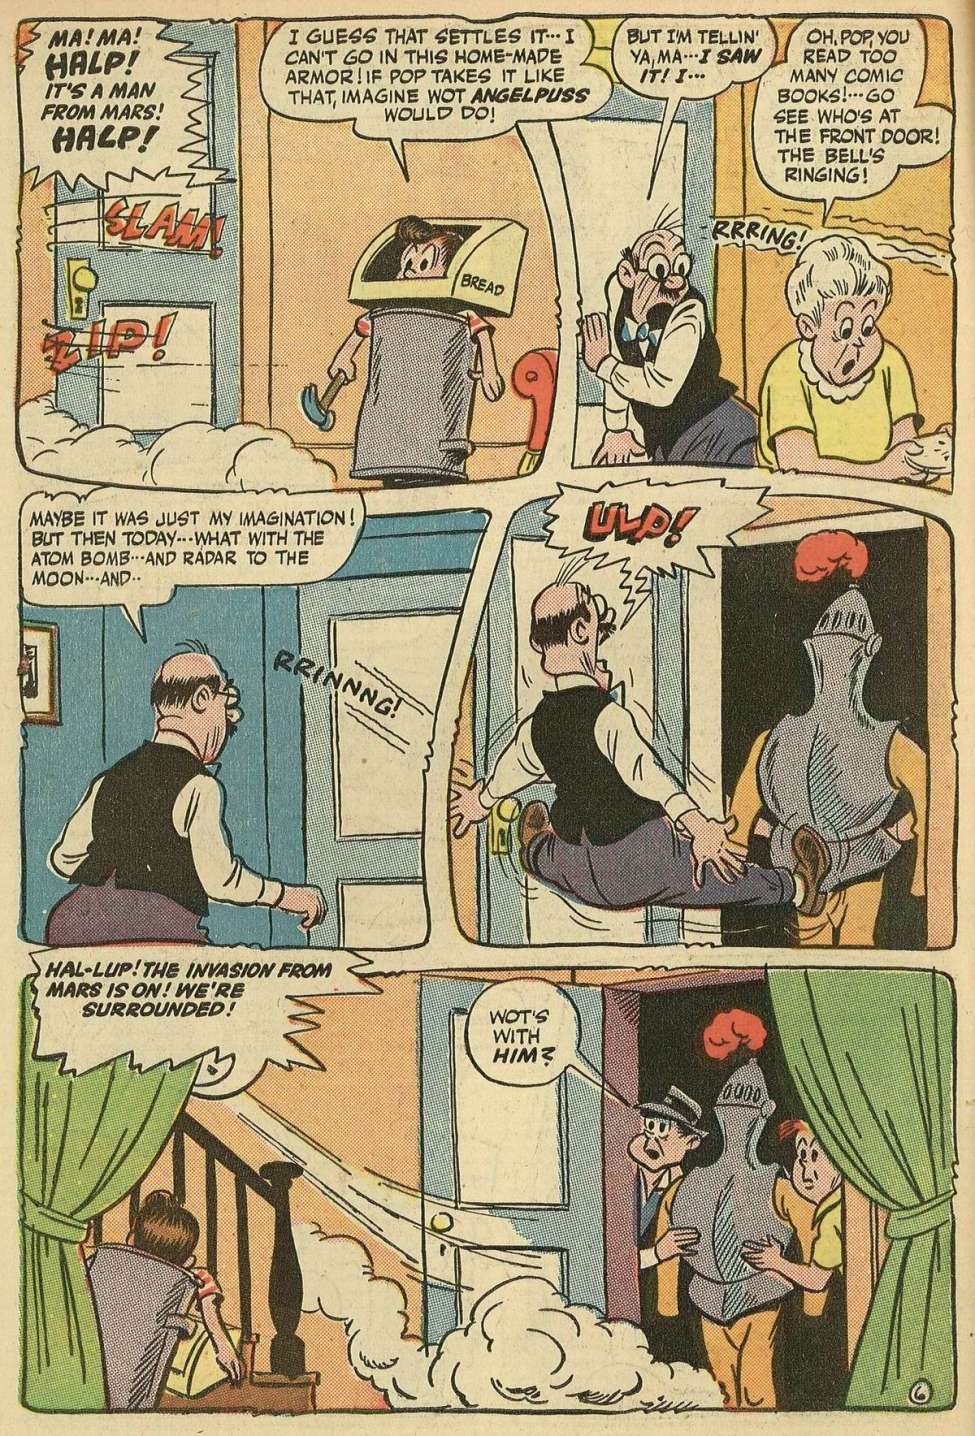 MA! MA!
HALP!
IT'S A MAN
FROM MARS!
HALP!
SLAM!
ZIP!
I GUESS THAT SETTLES IT--- I
CAN'T GO IN THIS HOME-MADE
ARMOR! IF POP TAKES IT LIKE
THAT, IMAGINE WOT ANGELPUSS
WOULD DO!
BREAD
BUT I'M TELLIN'
YA, MA--- I SAW
IT! I---
OH, POP, YOU
READ TOO
MANY COMIC
BOOKS!--- GO
SEE WHO'S AT
THE FRONT DOOR!
THE BELL'S
RINGING!
RRRING!
MAYBE IT WAS JUST MY IMAGINATION!
BUT THEN TODAY---WHAT WITH THE
ATOM BOMB---AND RADAR TO THE
MOON---AND--
RRINNNG!
ULP!
HAL-LUP! THE INVASION FROM
MARS IS ON! WE'RE
SURROUNDED!
WOT'S
WITH
HIM?
6